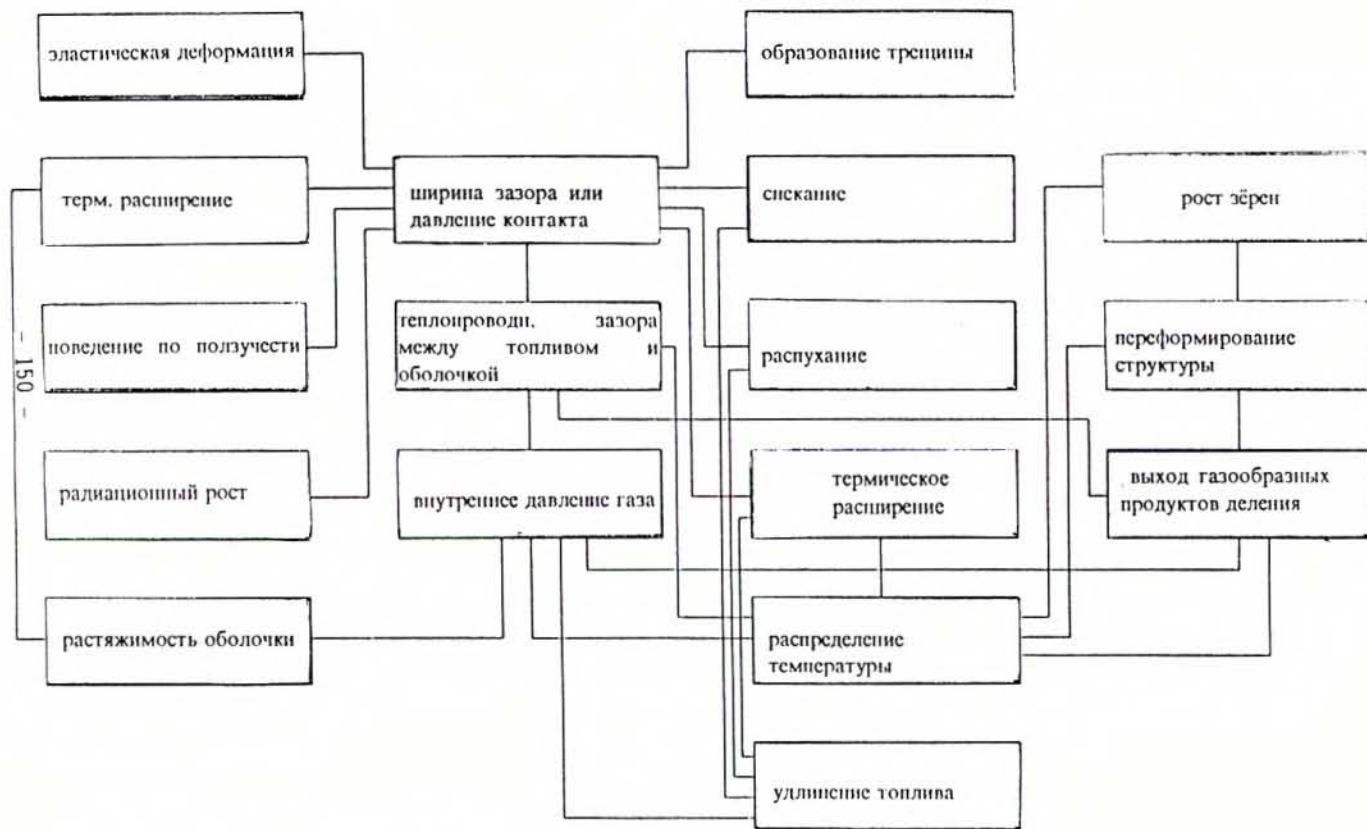 эластическая деформация
образование трещины
терм. расширение
ширина зазора или
давление контакта
спекание
рост зёрен
поведение по ползучести
теплопроводн. зазора
между топливом и
оболочкой
распухание
переформирование
структуры
– 150 –
радиационный рост
внутреннее давление газа
термическое
расширение
выход газообразных
продуктов деления
растяжимость оболочки
распределение
температуры
удлинение топлива